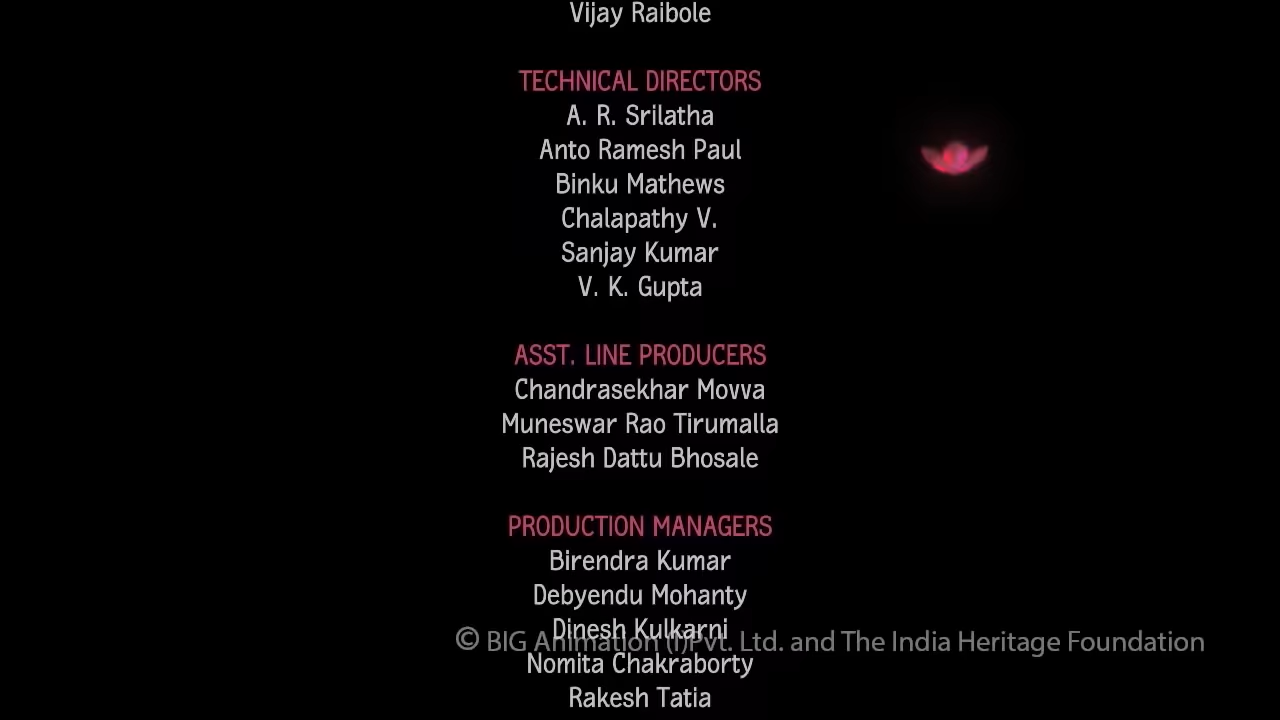 Vijay Raibole
TECHNICAL DIRECTORS
A. R. Srilatha
Anto Ramesh Paul
Binku Mathews
Chalapathy V.
Sanjay Kumar
V. K. Gupta
ASST. LINE PRODUCERS
Chandrasekhar Movva
Muneswar Rao Tirumalla
Rajesh Dattu Bhosale
PRODUCTION MANAGERS
Birendra Kumar
Debyendu Mohanty
Dinesh Kulkarni
© BIG Animation (I)Pvt. Ltd. and The India Heritage Foundation
Nomita Chakraborty
Rakesh Tatia